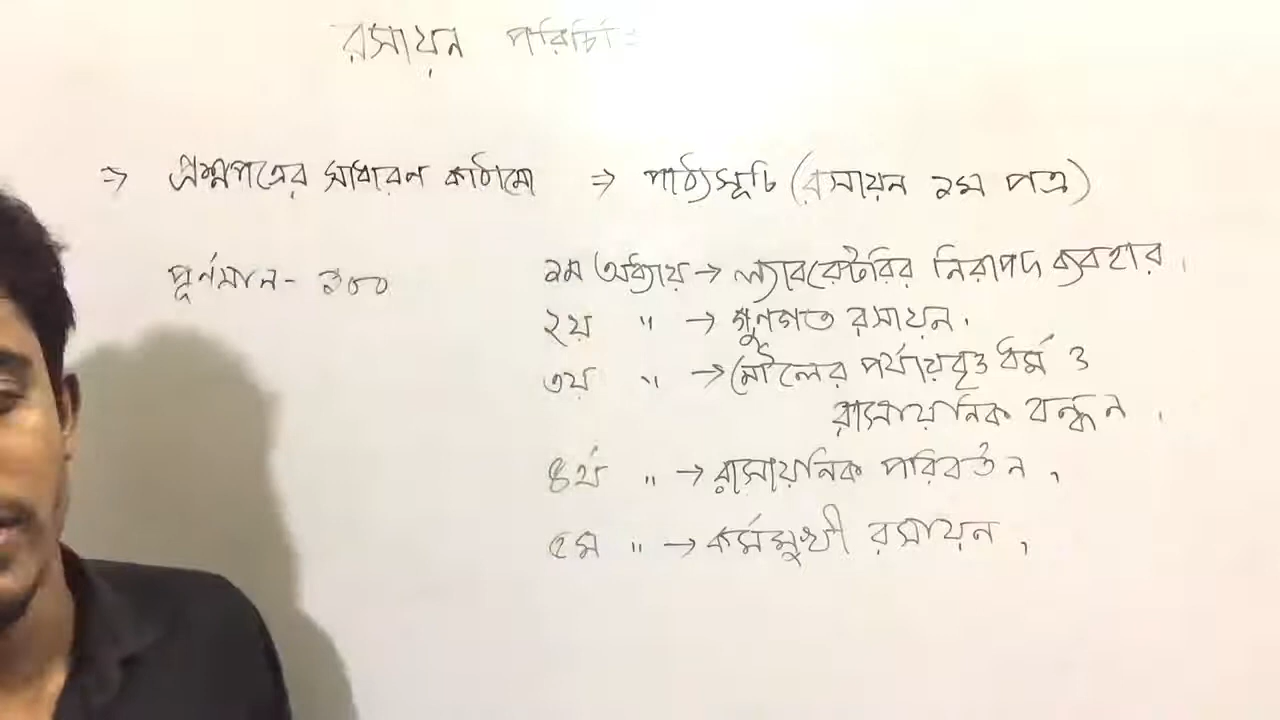 রসায়ন পরিচিতি
⇒ প্রশ্নপত্রের সাধারণ কাঠামো
পূর্ণমান - ১০০
⇒ পাঠ্যসূচি (রসায়ন ১ম পত্র)
১ম অধ্যায় → ল্যাবরেটরির নিরাপদ ব্যবহার।
২য় " → গুণগত রসায়ন।
৩য় " → মৌলের পর্যায়বৃত্ত ধর্ম ও
রাসায়নিক বন্ধন।
৪র্থ " → রাসায়নিক পরিবর্তন।
৫ম " → কর্মমুখী রসায়ন।